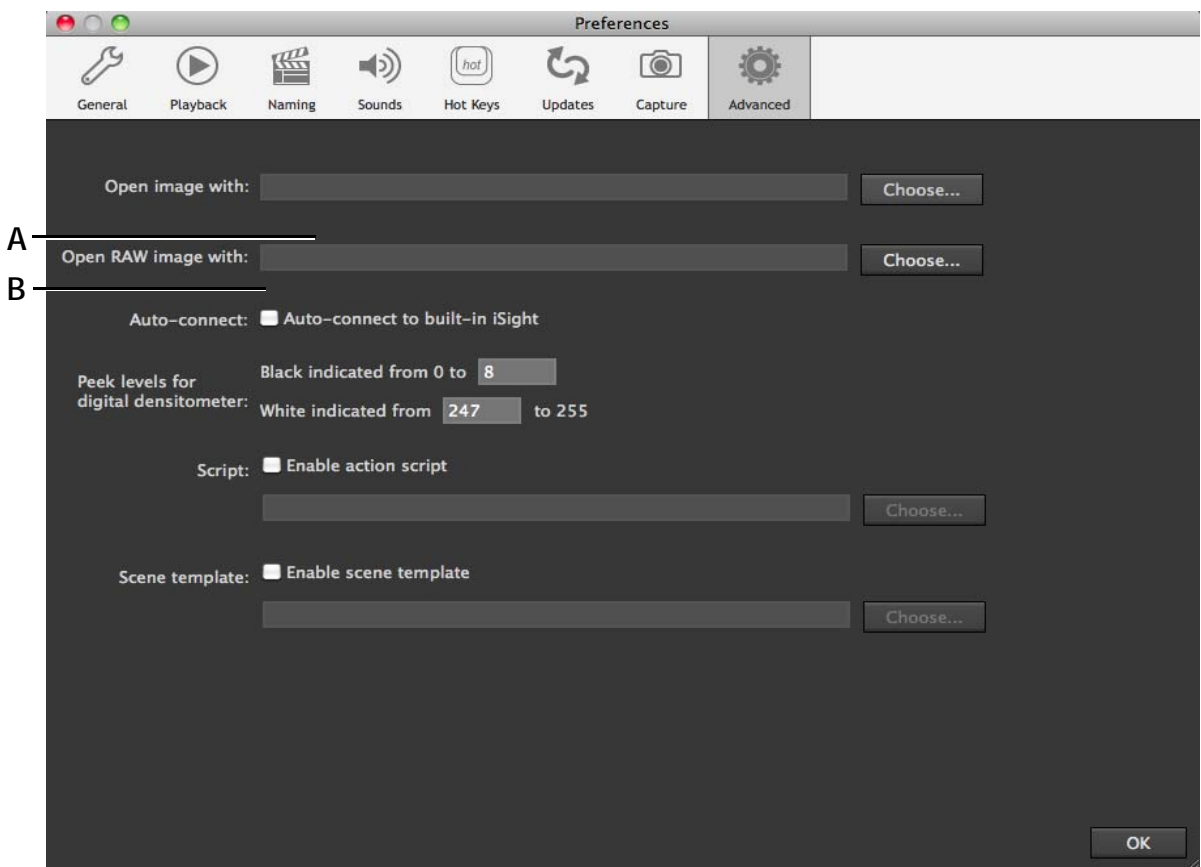 Preferences
General Playback Naming Sounds hot Hot Keys Updates Capture Advanced
Open image with: Choose...
A
Open RAW image with: Choose...
B
Auto-connect: Auto-connect to built-in iSight
Peek levels for
digital densitometer:
Black indicated from 0 to 8
White indicated from 247 to 255
Script: Enable action script
Choose...
Scene template: Enable scene template
Choose...
OK